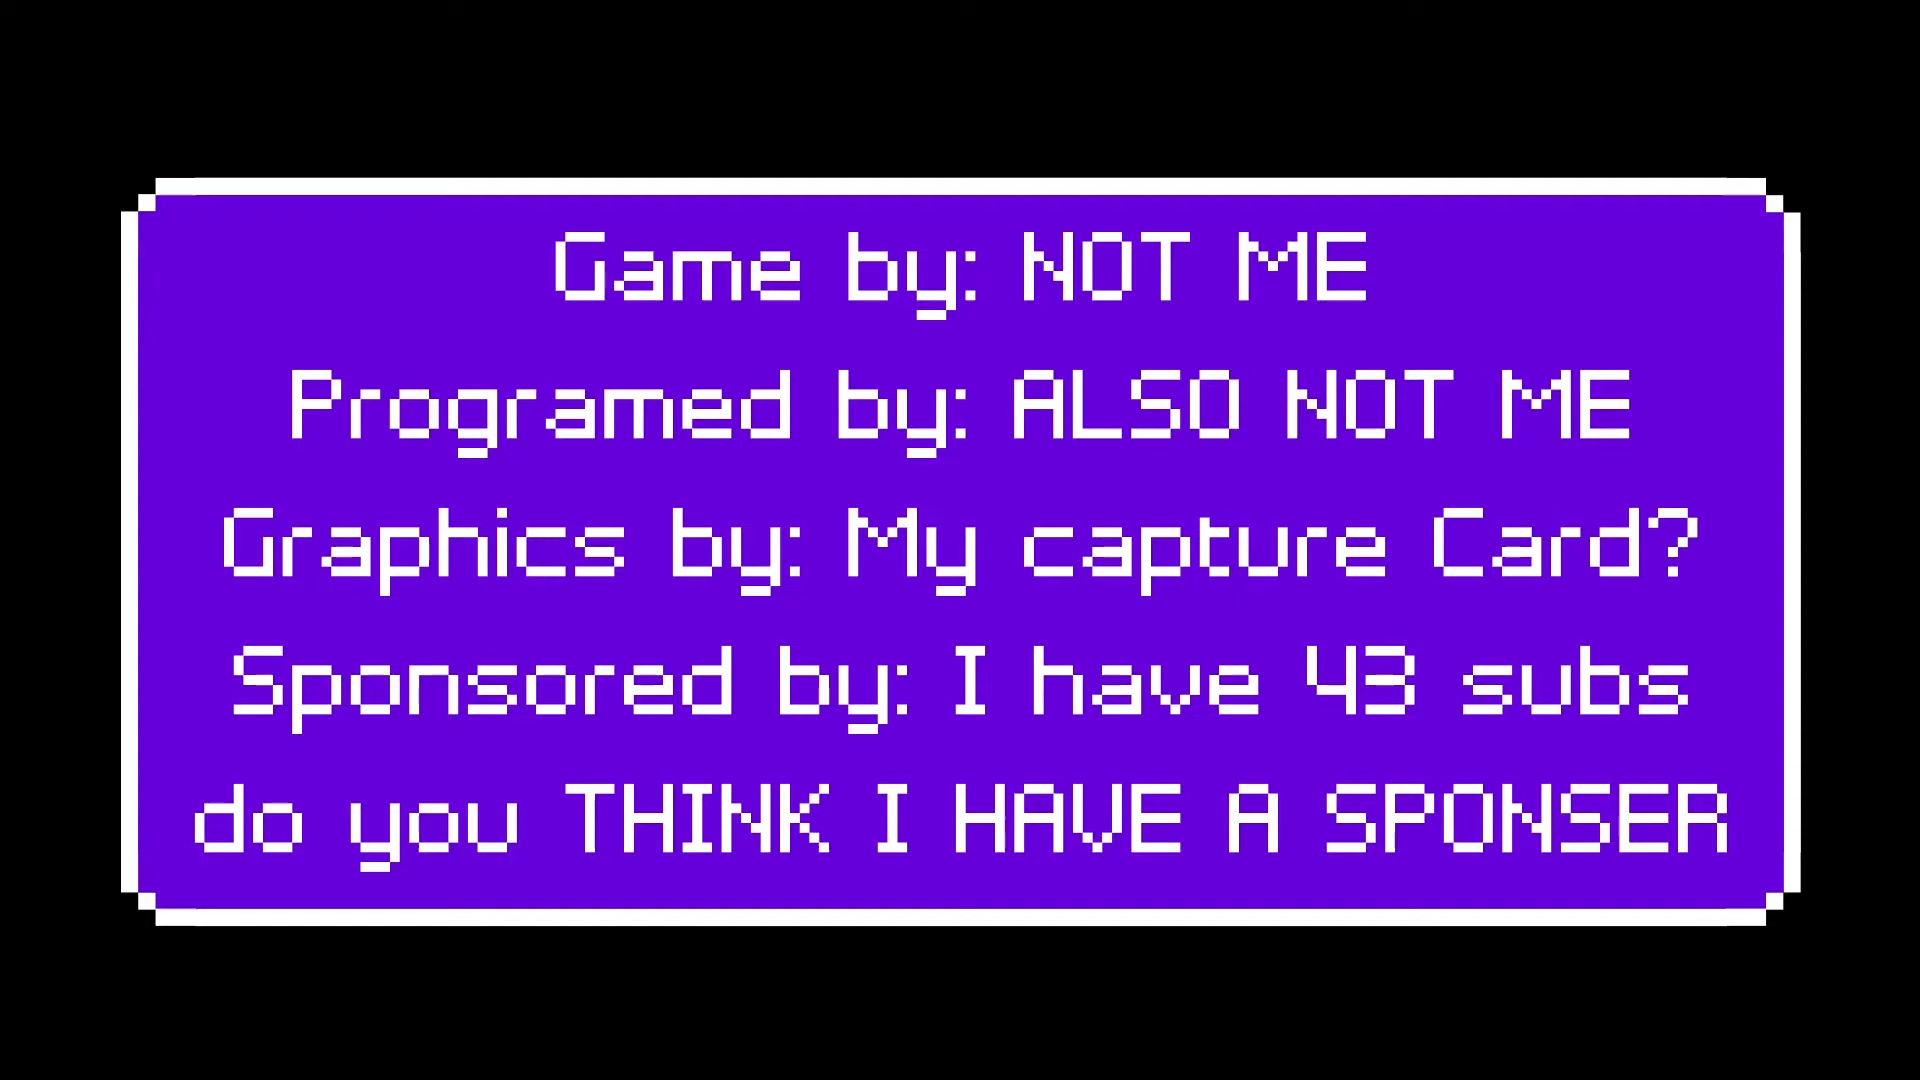 Game by: NOT ME
Programed by: ALSO NOT ME
Graphics by: My capture Card?
Sponsored by: I have 43 subs
do you THINK I HAVE A SPONSER